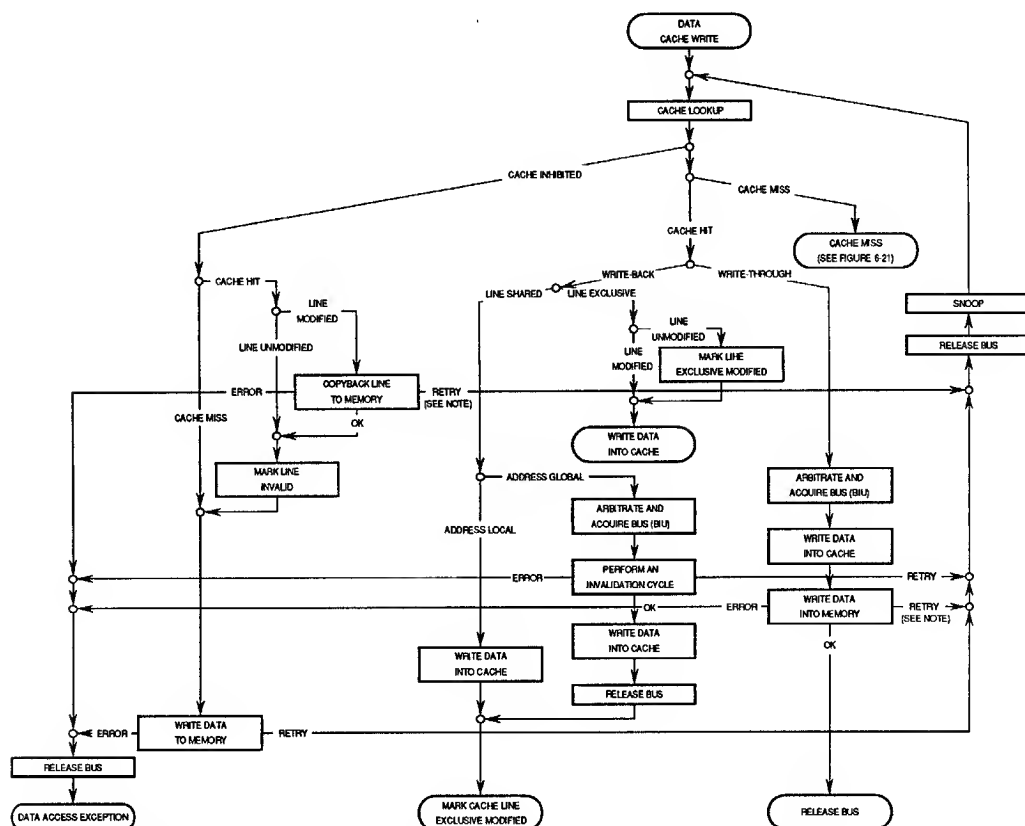 DATA
CACHE WRITE
CACHE LOOKUP
CACHE INHIBITED
CACHE MISS
CACHE HIT
CACHE MISS
(SEE FIGURE 6-21)
WRITE-BACK
WRITE-THROUGH
CACHE HIT
LINE SHARED
LINE EXCLUSIVE
LINE
MODIFIED
LINE UNMODIFIED
LINE
UNMODIFIED
LINE
MODIFIED
MARK LINE
EXCLUSIVE MODIFIED
SNOOP
RELEASE BUS
ERROR
COPYBACK LINE
TO MEMORY
RETRY
(SEE NOTE)
OK
CACHE MISS
WRITE DATA
INTO CACHE
MARK LINE
INVALID
ADDRESS GLOBAL
ARBITRATE AND
ACQUIRE BUS (BIU)
ARBITRATE AND
ACQUIRE BUS (BIU)
ADDRESS LOCAL
WRITE DATA
INTO CACHE
ERROR
PERFORM AN
INVALIDATION CYCLE
RETRY
OK
ERROR
WRITE DATA
INTO MEMORY
RETRY
(SEE NOTE)
OK
WRITE DATA
INTO CACHE
WRITE DATA
INTO CACHE
RELEASE BUS
ERROR
WRITE DATA
TO MEMORY
RETRY
RELEASE BUS
DATA ACCESS EXCEPTION
MARK CACHE LINE
EXCLUSIVE MODIFIED
RELEASE BUS